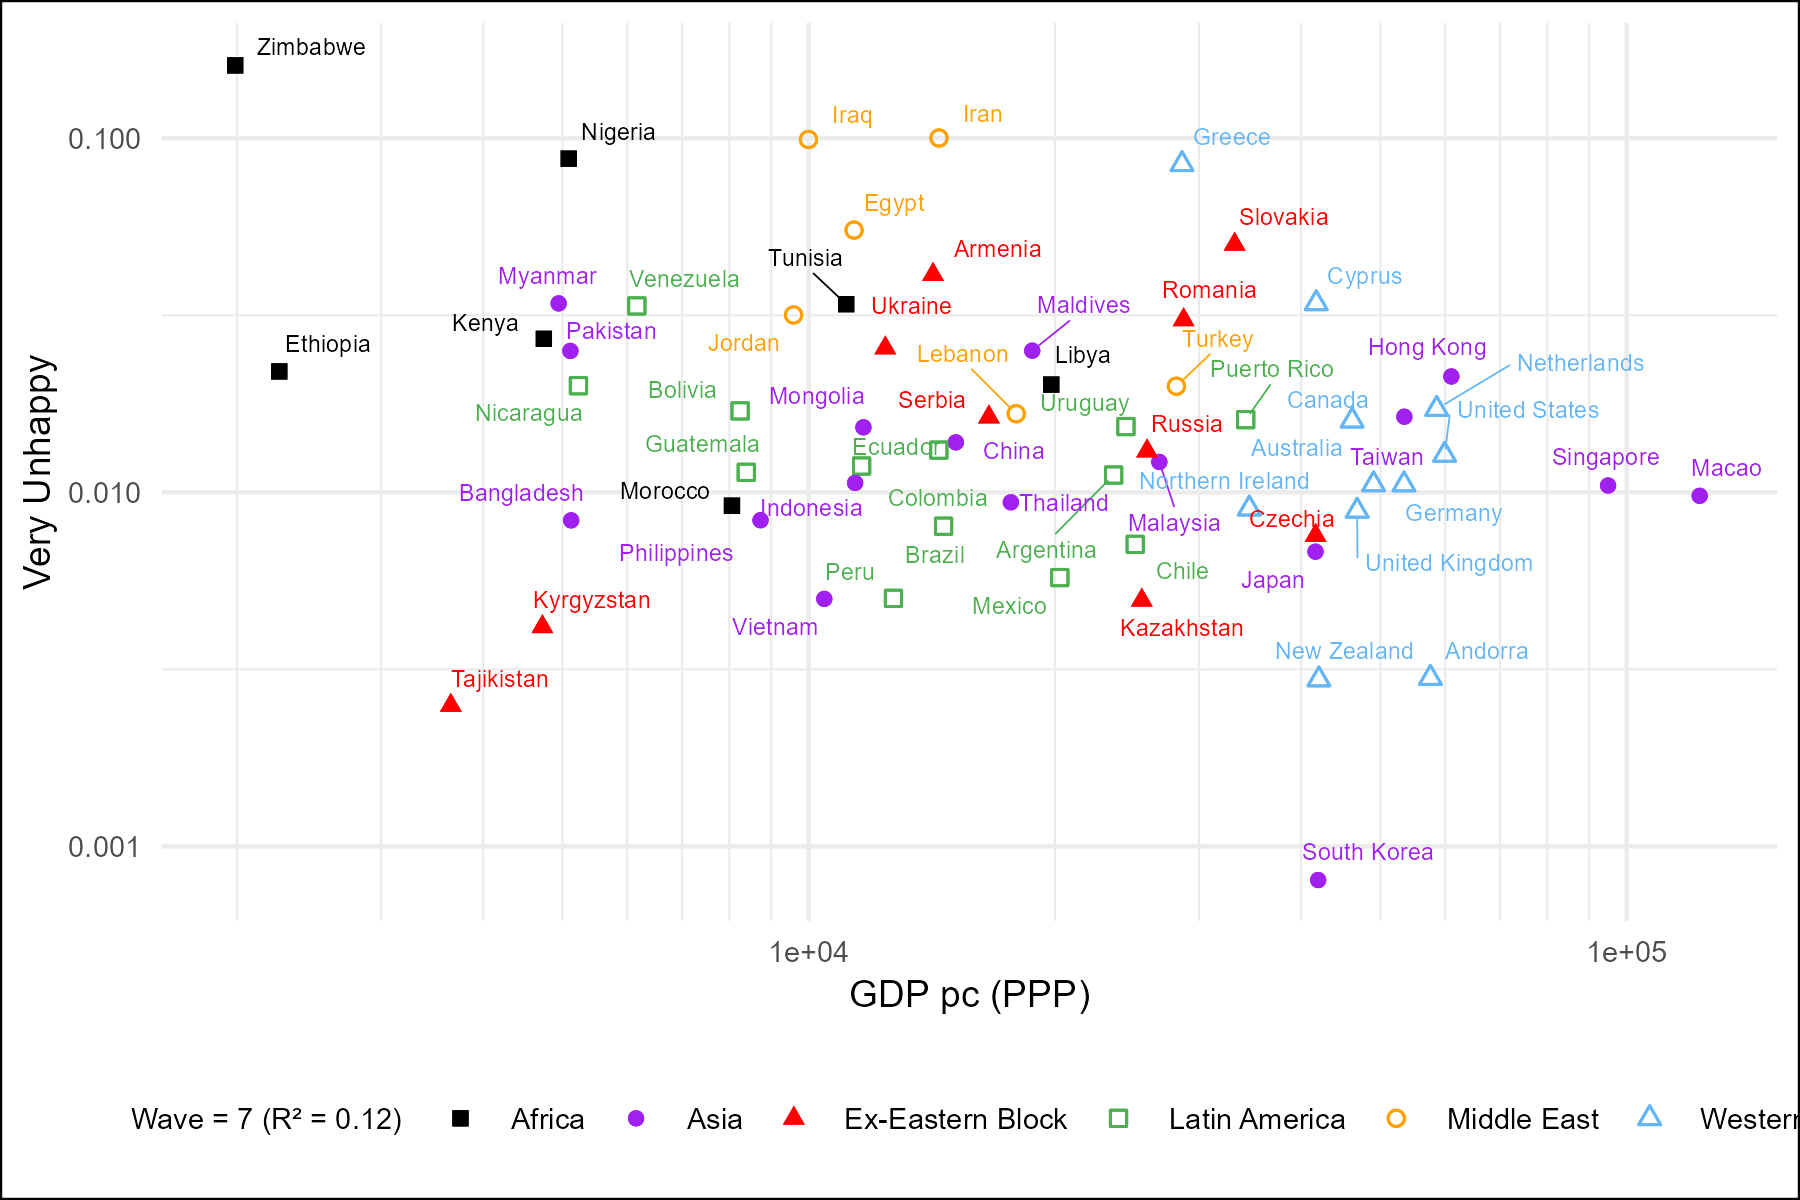 Zimbabwe
Iraq
Iran
Nigeria
Greece
0.100
Egypt
Slovakia
Armenia
Tunisia
Myanmar
Venezuela
Cyprus
Romania
Ukraine
Maldives
Kenya
Pakistan
Ethiopia
Jordan
Turkey
Hong Kong
Lebanon
Libya
Netherlands
Puerto Rico
Bolivia
Mongolia
Serbia
Uruguay
Canada
United States
Nicaragua
Russia
Guatemala
Ecuador
China
Australia
Taiwan
Singapore
Macao
Northern Ireland
Bangladesh
Morocco
0.010
Colombia
Indonesia
Thailand
Germany
Czechia
Malaysia
Philippines
Brazil
Argentina
United Kingdom
Peru
Chile
Japan
Kyrgyzstan
Mexico
Vietnam
Kazakhstan
New Zealand
Andorra
Tajikistan
0.001
South Korea
Very Unhappy
1e+04
1e+05
GDP pc (PPP)
Wave = 7 (R² = 0.12) Africa Asia Ex-Eastern Block Latin America Middle East Western